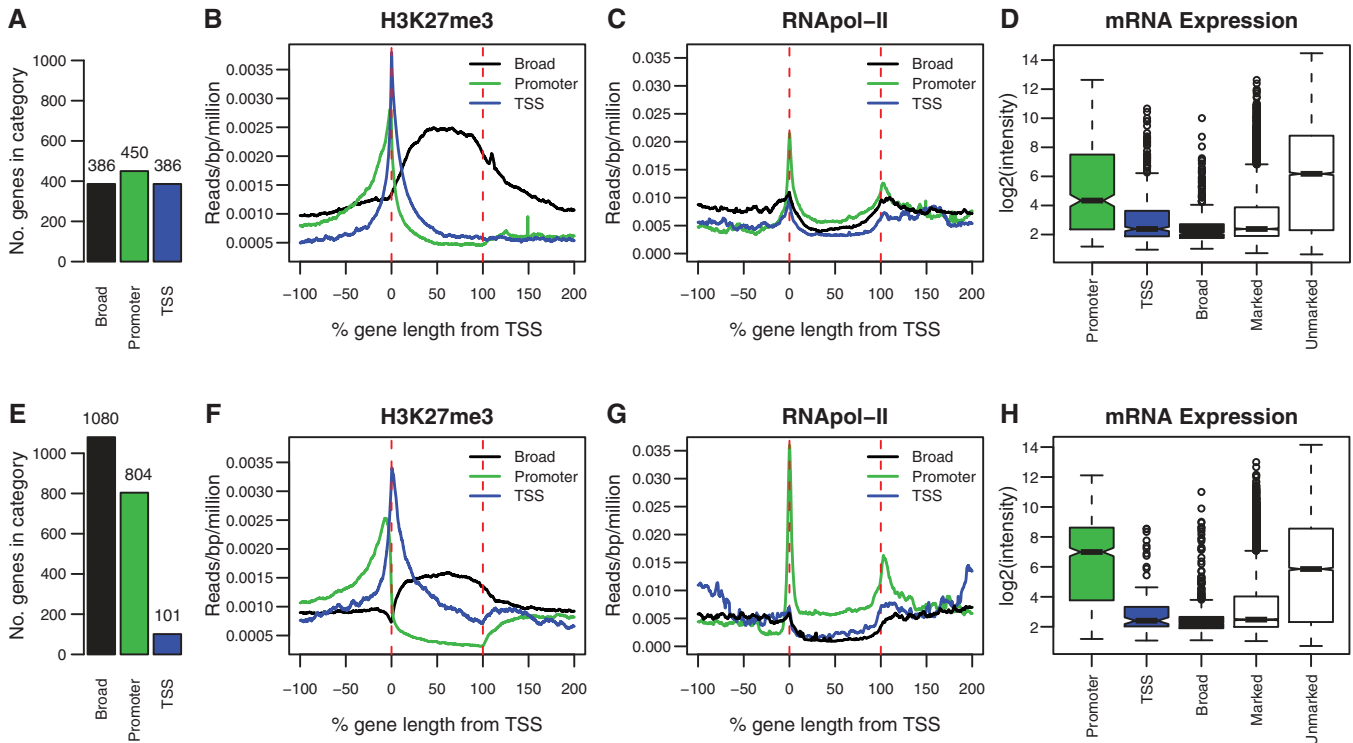 A
No. genes in category
1000
800
600
400
200
0
386
450
386
Broad
Promoter
TSS
B
H3K27me3
Reads/bp/million
0.0035
0.0030
0.0025
0.0020
0.0015
0.0010
0.0005
Broad
Promoter
TSS
−100 −50 0 50 100 150 200
% gene length from TSS
C
RNApol−II
Reads/bp/million
0.035
0.030
0.025
0.020
0.015
0.010
0.005
0.000
Broad
Promoter
TSS
−100 −50 0 50 100 150 200
% gene length from TSS
D
mRNA Expression
log2(intensity)
14
12
10
8
6
4
2
Promoter
TSS
Broad
Marked
Unmarked
E
No. genes in category
1000
800
600
400
200
0
1080
804
101
Broad
Promoter
TSS
F
H3K27me3
Reads/bp/million
0.0035
0.0030
0.0025
0.0020
0.0015
0.0010
0.0005
Broad
Promoter
TSS
−100 −50 0 50 100 150 200
% gene length from TSS
G
RNApol−II
Reads/bp/million
0.035
0.030
0.025
0.020
0.015
0.010
0.005
0.000
Broad
Promoter
TSS
−100 −50 0 50 100 150 200
% gene length from TSS
H
mRNA Expression
log2(intensity)
14
12
10
8
6
4
2
Promoter
TSS
Broad
Marked
Unmarked